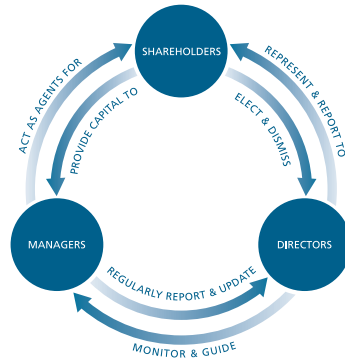 SHAREHOLDERS
ACT AS AGENTS FOR
PROVIDE CAPITAL TO
ELECT & DISMISS
REPRESENT & REPORT TO
MANAGERS
DIRECTORS
REGULARLY REPORT & UPDATE
MONITOR & GUIDE